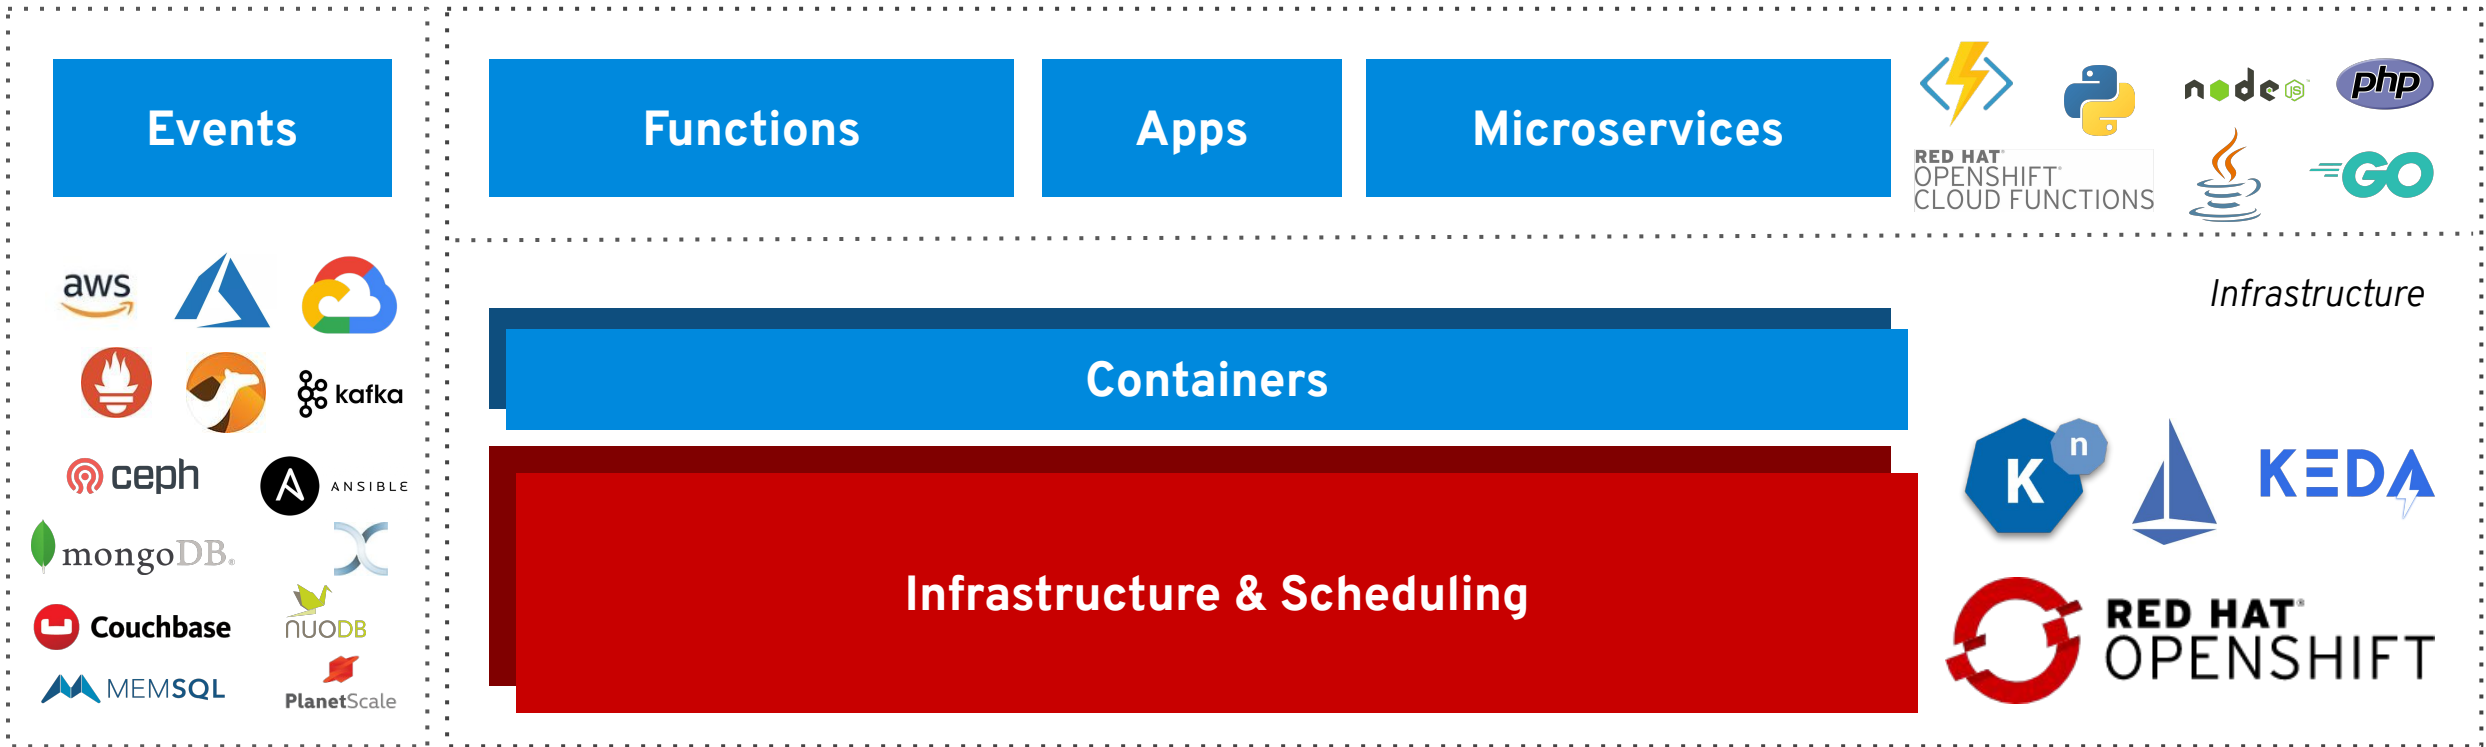 Events
Functions
Apps
Microservices
node
JS
php
RED HAT®
OPENSHIFT®
CLOUD FUNCTIONS
GO
aws
kafka
ceph
A ANSIBLE
mongoDB®
Couchbase
NUODB
MEMSQL
PlanetScale
Infrastructure
Containers
Infrastructure & Scheduling
K n
KEDA
RED HAT®
OPENSHIFT